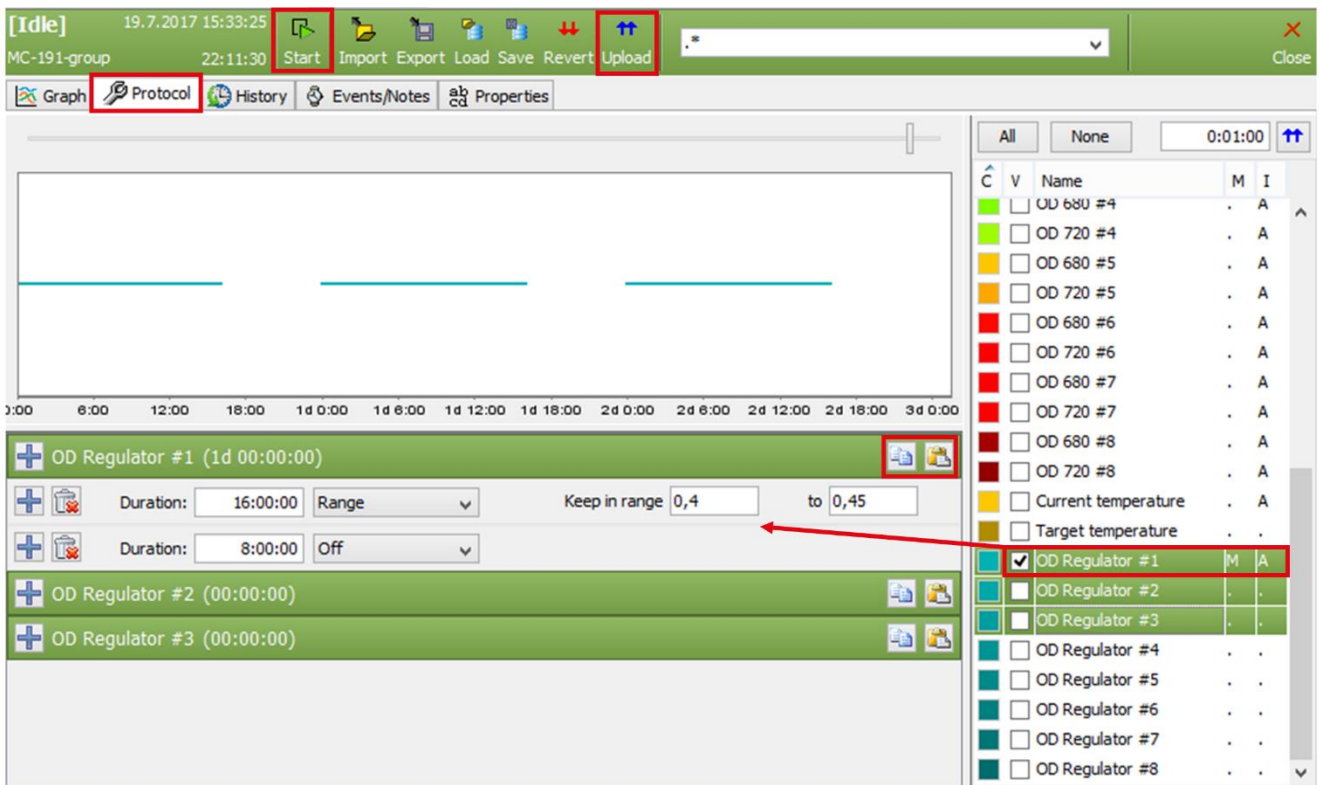 [Idle] 19.7.2017 15:33:25
MC-191-group 22:11:30 Start Import Export Load Save Revert Upload .* Close
Graph Protocol History Events/Notes Properties
All None 0:01:00
C V Name M I
OD 680 #4 . A
OD 720 #4 . A
OD 680 #5 . A
OD 720 #5 . A
OD 680 #6 . A
OD 720 #6 . A
OD 680 #7 . A
OD 720 #7 . A
OD 680 #8 . A
OD 720 #8 . A
Current temperature . A
Target temperature . .
OD Regulator #1 M A
OD Regulator #2 . .
OD Regulator #3 . .
OD Regulator #4 . .
OD Regulator #5 . .
OD Regulator #6 . .
OD Regulator #7 . .
OD Regulator #8 . .
6:00 12:00 18:00 1d 0:00 1d 6:00 1d 12:00 1d 18:00 2d 0:00 2d 6:00 2d 12:00 2d 18:00 3d 0:00
OD Regulator #1 (1d 00:00:00)
Duration: 16:00:00 Range Keep in range 0,4 to 0,45
Duration: 8:00:00 Off
OD Regulator #2 (00:00:00)
OD Regulator #3 (00:00:00)